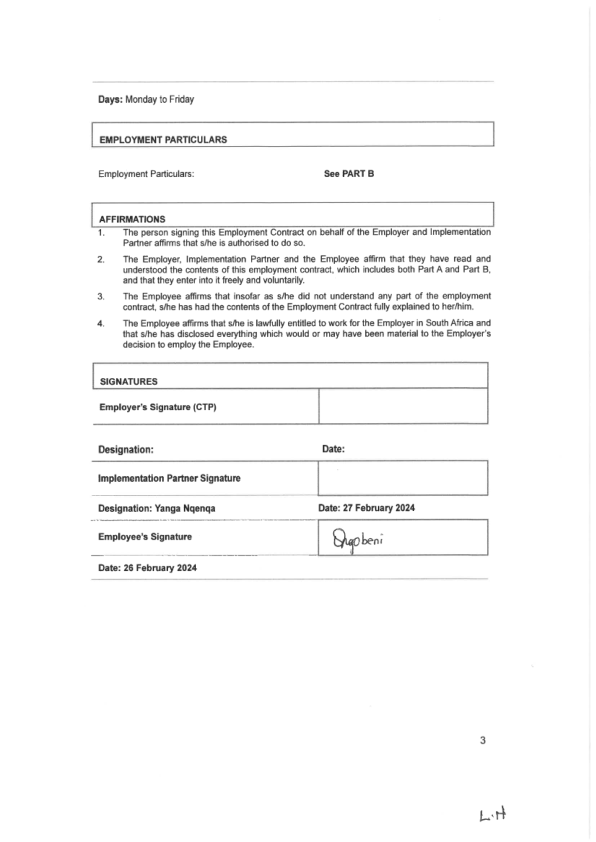 Days: Monday to Friday
EMPLOYMENT PARTICULARS
Employment Particulars: See PART B
AFFIRMATIONS
1. The person signing this Employment Contract on behalf of the Employer and Implementation
Partner affirms that s/he is authorised to do so.
2. The Employer, Implementation Partner and the Employee affirm that they have read and
understood the contents of this employment contract, which includes both Part A and Part B,
and that they enter into it freely and voluntarily.
3. The Employee affirms that insofar as s/he did not understand any part of the employment
contract, s/he has had the contents of the Employment Contract fully explained to her/him.
4. The Employee affirms that s/he is lawfully entitled to work for the Employer in South Africa and
that s/he has disclosed everything which would or may have been material to the Employer's
decision to employ the Employee.
SIGNATURES
Employer's Signature (CTP)
Designation: Date:
Implementation Partner Signature
Designation: Yanga Nqenqa Date: 27 February 2024
Employee's Signature
Date: 26 February 2024
3
L.H